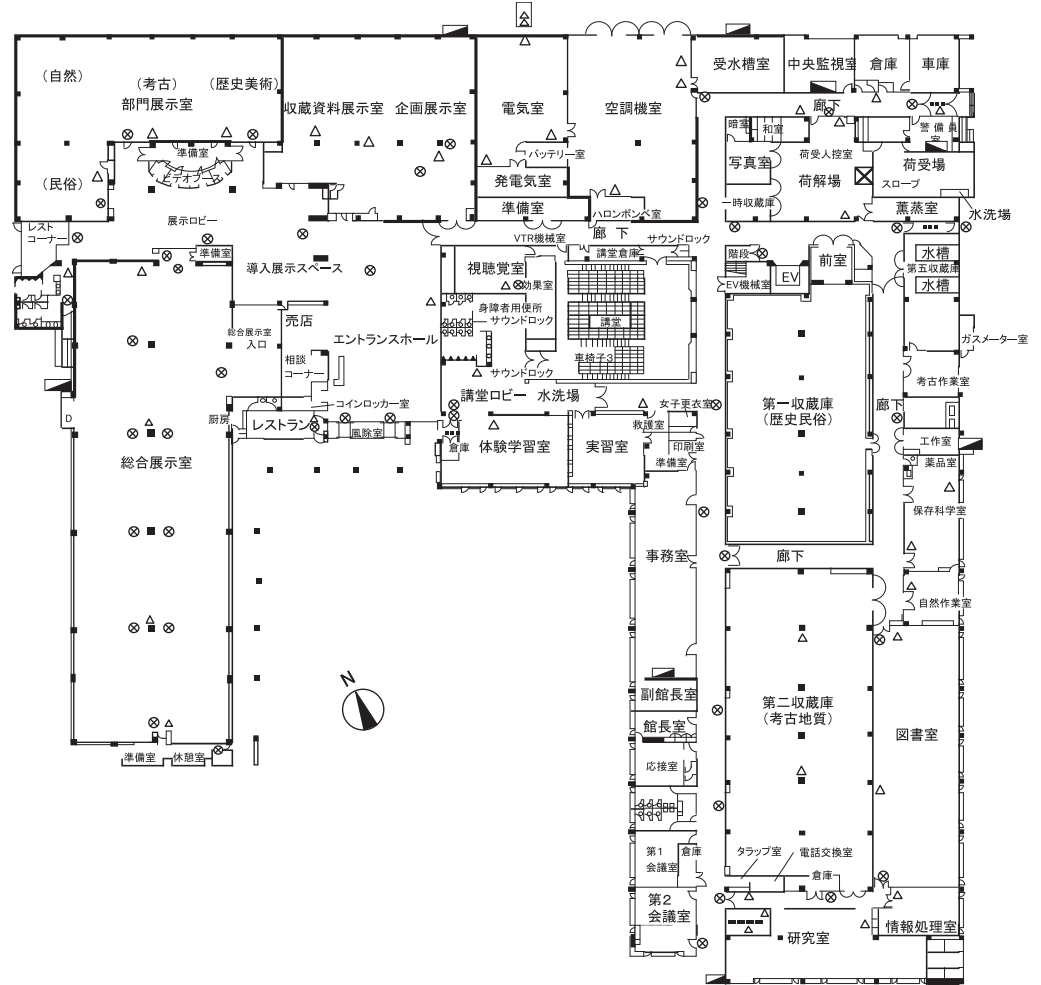 （自然）
（考古）
（歴史美術）
部門展示室
収蔵資料展示室
企画展示室
電気室
空調機室
受水槽室
中央監視室
倉庫
車庫
廊下
暗室
和室
警備員室
準備室
ビデオブース
バッテリー室
写真室
荷受人控室
荷解場
荷受場
スロープ
（民俗）
発電気室
一時収蔵庫
水洗場
展示ロビー
準備室
ハロンボンベ室
燻蒸室
レスト
コーナー
廊 下
VTR機械室
サウンドロック
準備室
講堂倉庫
階段
前室
水槽
第五収蔵庫
水槽
導入展示スペース
視聴覚室
効果室
EV
EV機械室
身障者用便所
サウンドロック
講堂
売店
総合展示室
入口
エントランスホール
ガスメーター室
相談
コーナー
車椅子3
サウンドロック
考古作業室
講堂ロビー
水洗場
コインロッカー室
女子更衣室
第一収蔵庫
（歴史民俗）
廊下
D
厨房
レストラン
風除室
倉庫
体験学習室
実習室
救護室
印刷室
準備室
工作室
薬品室
総合展示室
保存科学室
事務室
廊下
自然作業室
N
副館長室
第二収蔵庫
（考古地質）
館長室
図書室
準備室
休憩室
応接室
第1
会議室
倉庫
タラップ室
電話交換室
倉庫
第2
会議室
情報処理室
研究室